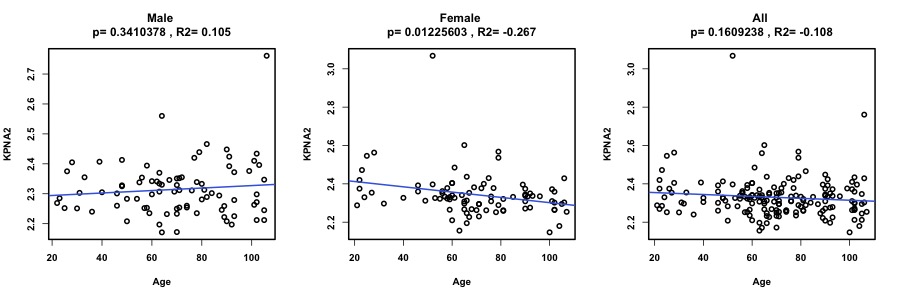 Male
p= 0.3410378 , R2= 0.105
KPNA2
2.7
2.6
2.5
2.4
2.3
2.2
20 40 60 80 100
Age
Female
p= 0.01225603 , R2= -0.267
KPNA2
3.0
2.8
2.6
2.4
2.2
20 40 60 80 100
Age
All
p= 0.1609238 , R2= -0.108
KPNA2
3.0
2.8
2.6
2.4
2.2
20 40 60 80 100
Age